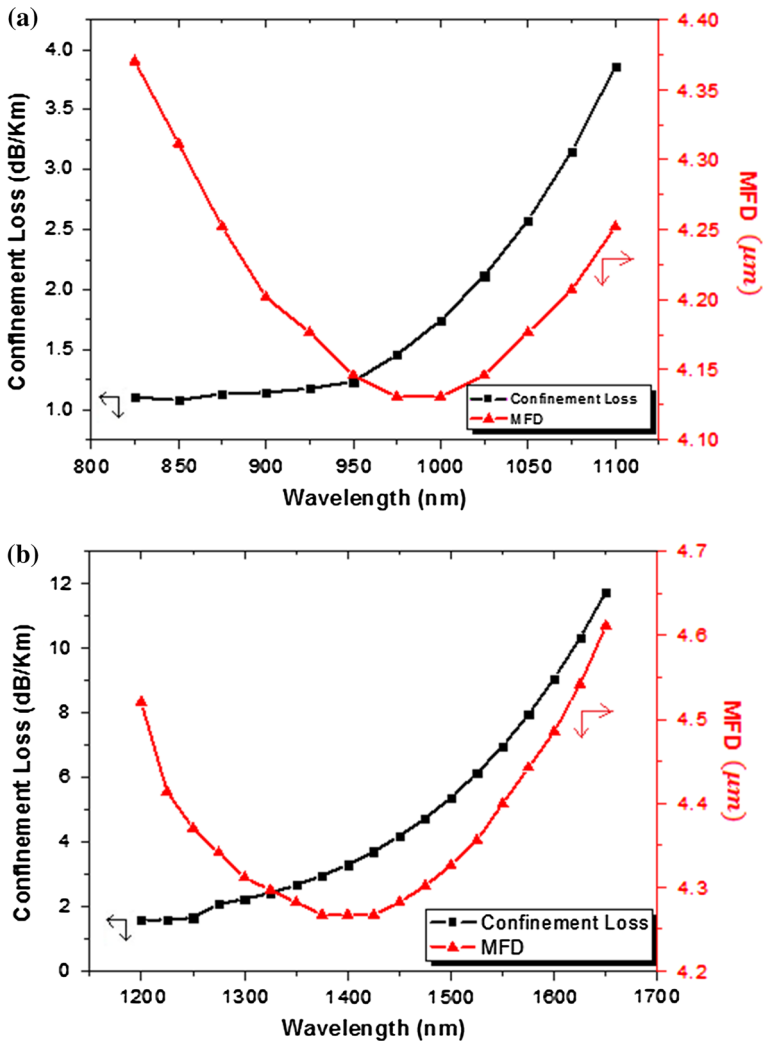 (a)
4.0
3.5
3.0
2.5
2.0
1.5
1.0
Confinement Loss (dB/Km)
4.40
4.35
4.30
4.25
4.20
4.15
4.10
MFD (μm)
Confinement Loss
MFD
800 850 900 950 1000 1050 1100
Wavelength (nm)
(b)
12
10
8
6
4
2
0
Confinement Loss (dB/Km)
4.7
4.6
4.5
4.4
4.3
4.2
MFD (μm)
Confinement Loss
MFD
1200 1300 1400 1500 1600 1700
Wavelength (nm)